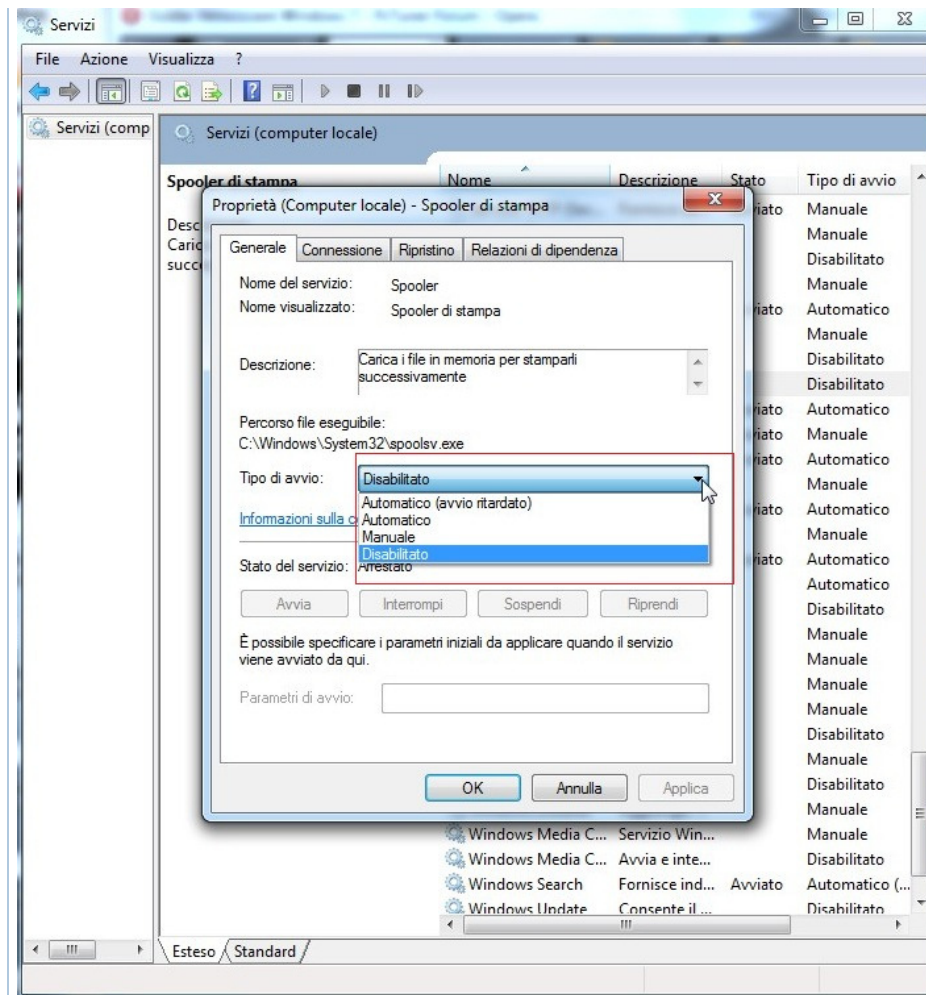 Servizi
File Azione Visualizza ?
Servizi (comp
Servizi (computer locale)
Spooler di stampa
Nome Descrizione Stato Tipo di avvio
Proprietà (Computer locale) - Spooler di stampa
Generale Connessione Ripristino Relazioni di dipendenza
Nome del servizio: Spooler
Nome visualizzato: Spooler di stampa
Descrizione: Carica i file in memoria per stamparli
successivamente
Percorso file eseguibile:
C:\Windows\System32\spoolsv.exe
Tipo di avvio: Disabilitato
Automatico (avvio ritardato)
Informazioni sulla c Automatico
Manuale
Disabilitato
Stato del servizio: Arrestato
Avvia Interrompi Sospendi Riprendi
È possibile specificare i parametri iniziali da applicare quando il servizio
viene avviato da qui.
Parametri di avvio:
OK Annulla Applica
Manuale
Manuale
Disabilitato
Manuale
Automatico
Manuale
Disabilitato
Disabilitato
Automatico
Manuale
Automatico
Manuale
Automatico
Manuale
Automatico
Automatico
Disabilitato
Manuale
Manuale
Manuale
Manuale
Disabilitato
Manuale
Disabilitato
Manuale
Windows Media C... Servizio Win... Manuale
Windows Media C... Avvia e inte... Disabilitato
Windows Search Fornisce ind... Avviato Automatico (...
Windows Update Consente il ... Disabilitato
Esteso Standard